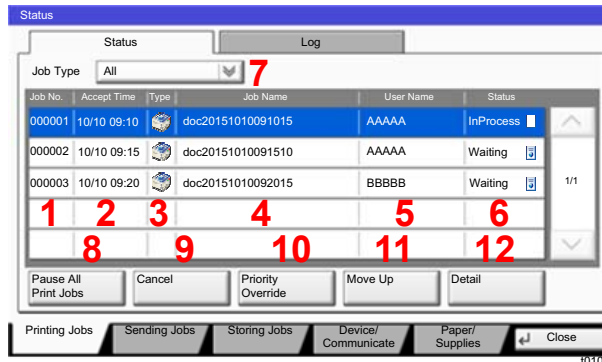 Status
Status Log
Job Type All 7
Job No. Accept Time Type Job Name User Name Status
000001 10/10 09:10 doc20151010091015 AAAAA InProcess
000002 10/10 09:15 doc20151010091510 AAAAA Waiting
000003 10/10 09:20 doc20151010092015 BBBBB Waiting 1/1
1 2 3 4 5 6
8 9 10 11 12
Pause All Print Jobs Cancel Priority Override Move Up Detail
Printing Jobs Sending Jobs Storing Jobs Device/ Communicate Paper/ Supplies Close